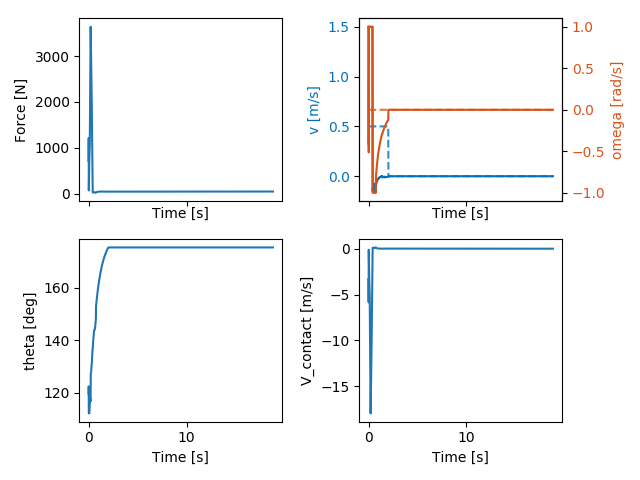 3000
2000
1000
0
Force [N]
Time [s]
1.5
1.0
0.5
0.0
v [m/s]
1.0
0.5
0.0
−0.5
−1.0
omega [rad/s]
Time [s]
160
140
120
theta [deg]
0
10
Time [s]
0
−5
−10
−15
V_contact [m/s]
0
10
Time [s]